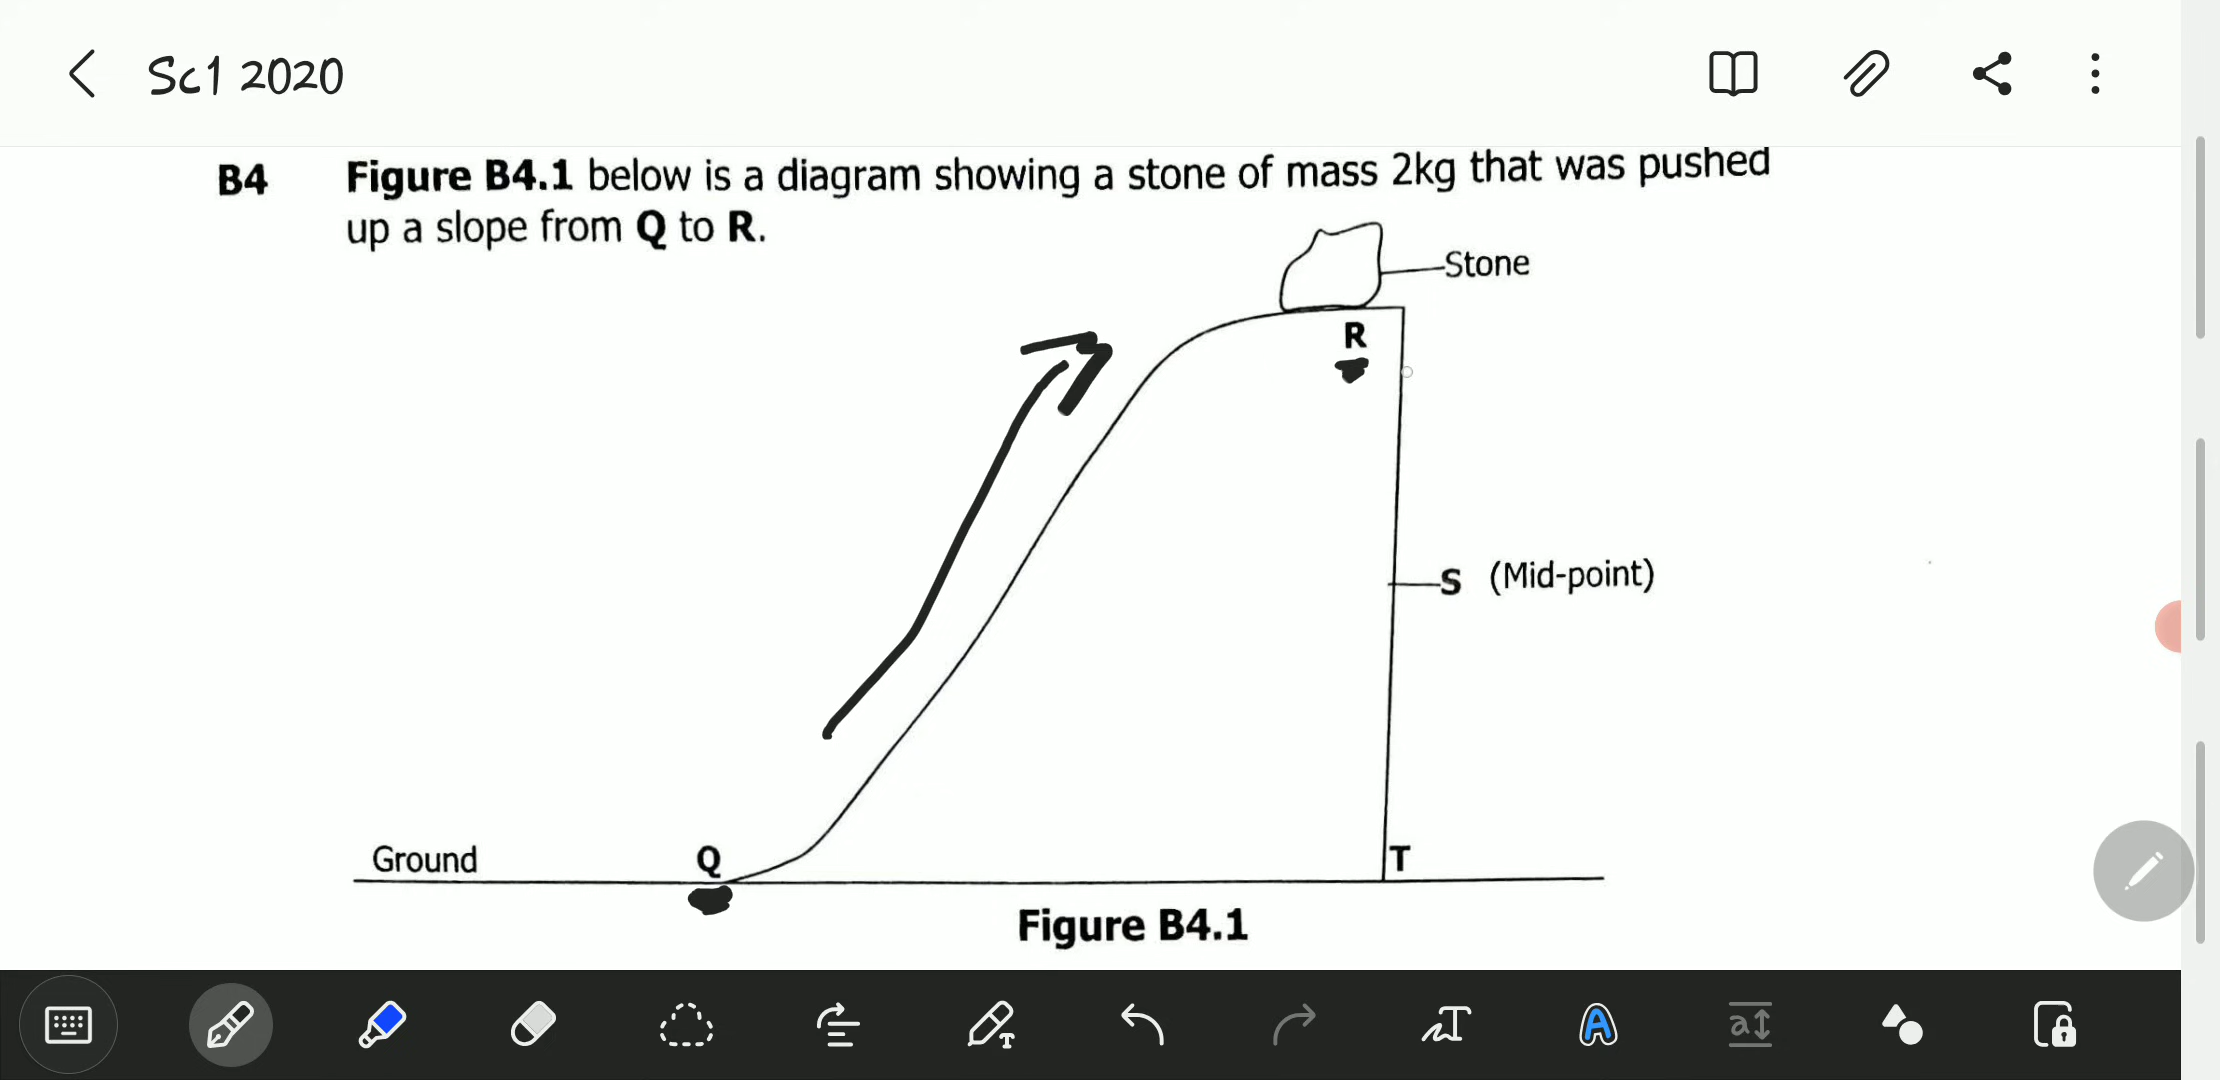 Sc1 2020
B4 Figure B4.1 below is a diagram showing a stone of mass 2kg that was pushed
up a slope from Q to R.
Stone
R
S (Mid-point)
Ground
Q
T
Figure B4.1